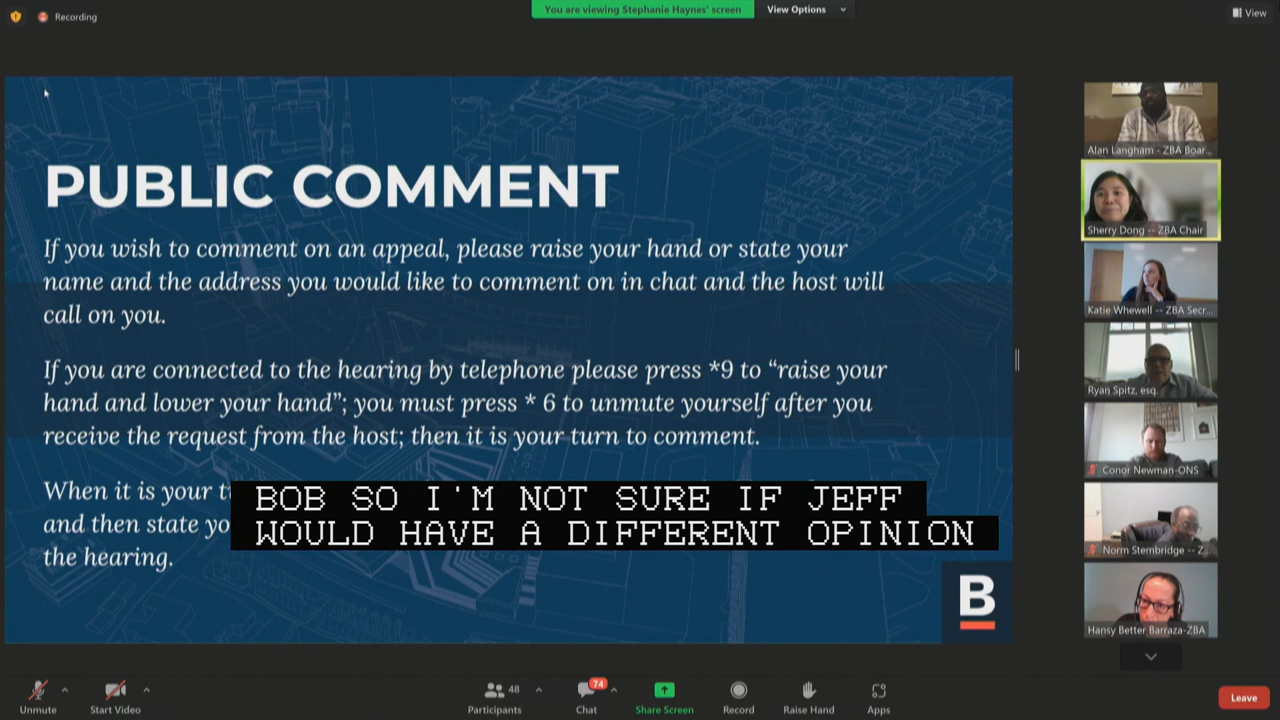 Recording
You are viewing Stephanie Haynes' screen
View Options
View
PUBLIC COMMENT
If you wish to comment on an appeal, please raise your hand or state your
name and the address you would like to comment on in chat and the host will
call on you.
If you are connected to the hearing by telephone please press *9 to “raise your
hand and lower your hand”; you must press * 6 to unmute yourself after you
receive the request from the host; then it is your turn to comment.
When it is your t
and then state yo
the hearing.
BOB SO I'M NOT SURE IF JEFF
WOULD HAVE A DIFFERENT OPINION
B
Alan Langham - ZBA Boar...
Sherry Dong -- ZBA Chair
Katie Whewell -- ZBA Secr...
Ryan Spitz, esq.
Conor Newman-ONS
Norm Stembridge -- Z...
Hansy Better Barraza-ZBA
Unmute
Start Video
48
Participants
74
Chat
Share Screen
Record
Raise Hand
Apps
Leave